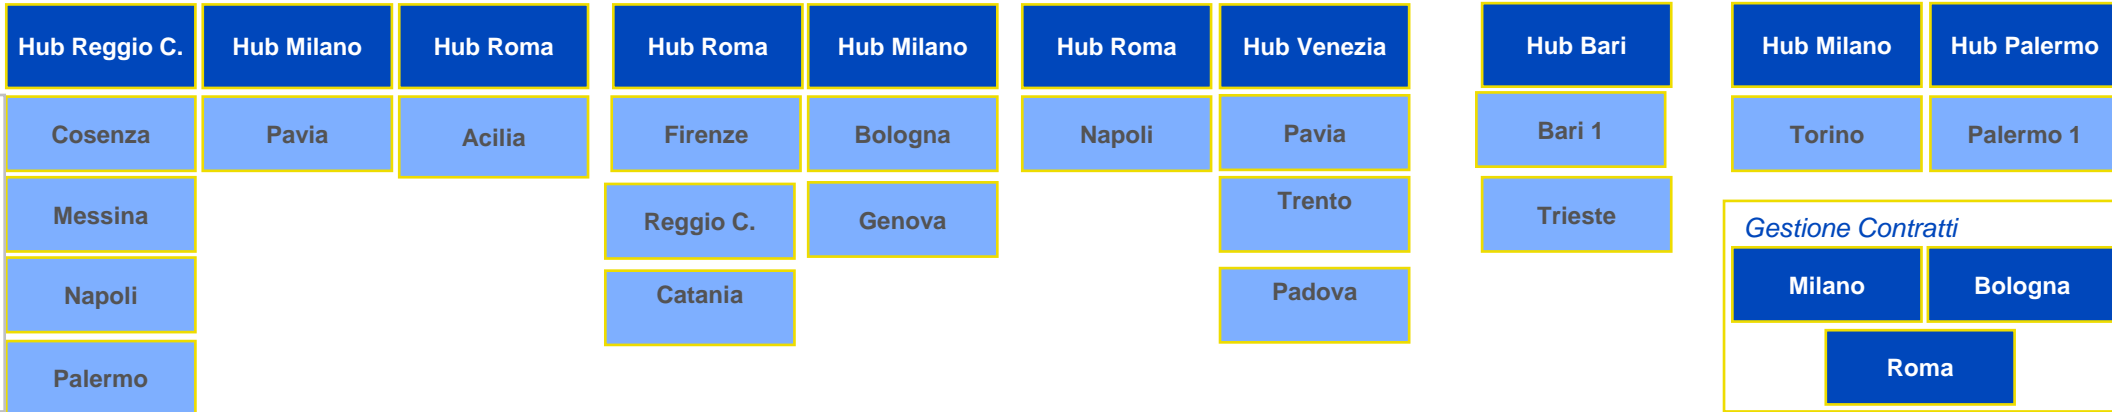 Hub Reggio C.
Hub Milano
Hub Roma
Hub Roma
Hub Milano
Hub Roma
Hub Venezia
Hub Bari
Hub Milano
Hub Palermo
Cosenza
Pavia
Acilia
Firenze
Bologna
Napoli
Pavia
Bari 1
Torino
Palermo 1
Messina
Reggio C.
Genova
Trento
Trieste
Gestione Contratti
Napoli
Catania
Padova
Milano
Bologna
Palermo
Roma